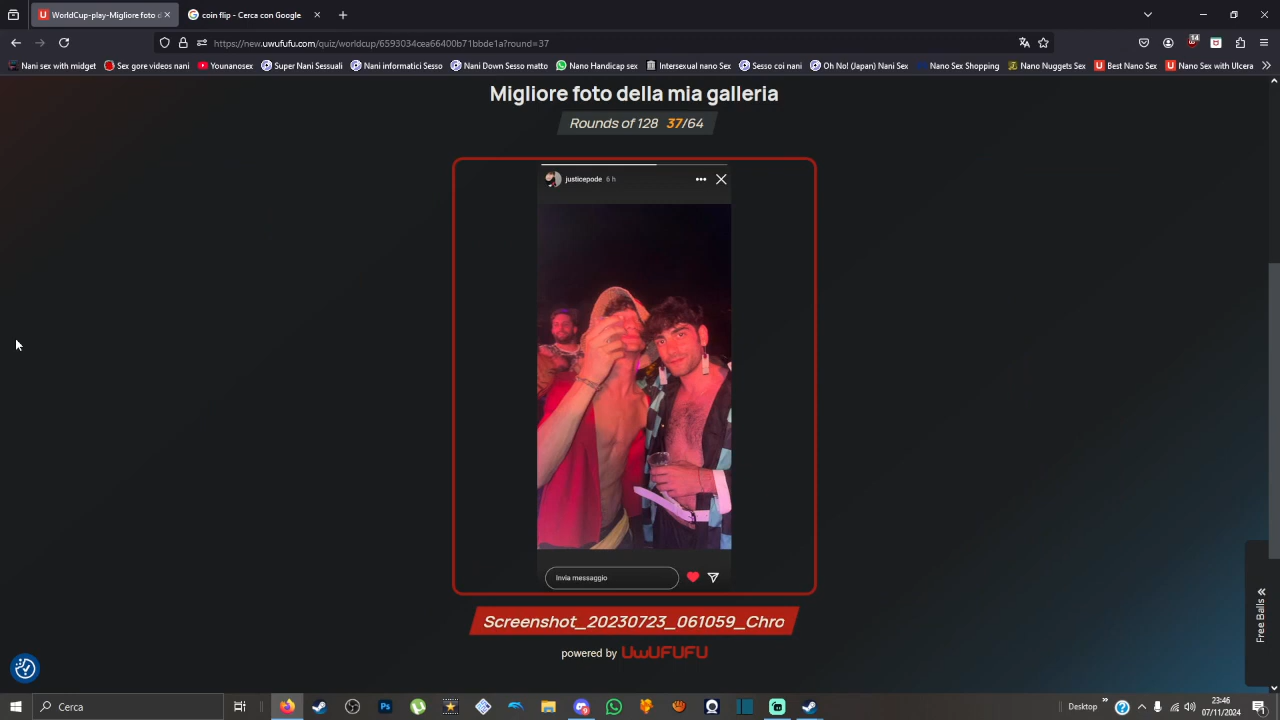 WorldCup-play-Migliore foto d
coin flip - Cerca con Google
https://new.uwufufu.com/quiz/worldcup/6593034cea66400b71bbde1a?round=37
14
Nani sex with midget
Sex gore videos nani
Younanosex
Super Nani Sessuali
Nani informatici Sesso
Nani Down Sesso matto
Nano Handicap sex
Intersexual nano Sex
Sesso coi nani
Oh No! (Japan) Nani Sex
Nano Sex Shopping
Nano Nuggets Sex
Best Nano Sex
Nano Sex with Ulcera
Migliore foto della mia galleria
Rounds of 128 37/64
justicepode 6 h
Invia messaggio
Screenshot_20230723_061059_Chro
powered by UwUFUFU
Free Balls
Cerca
Desktop
23:46
07/11/2024